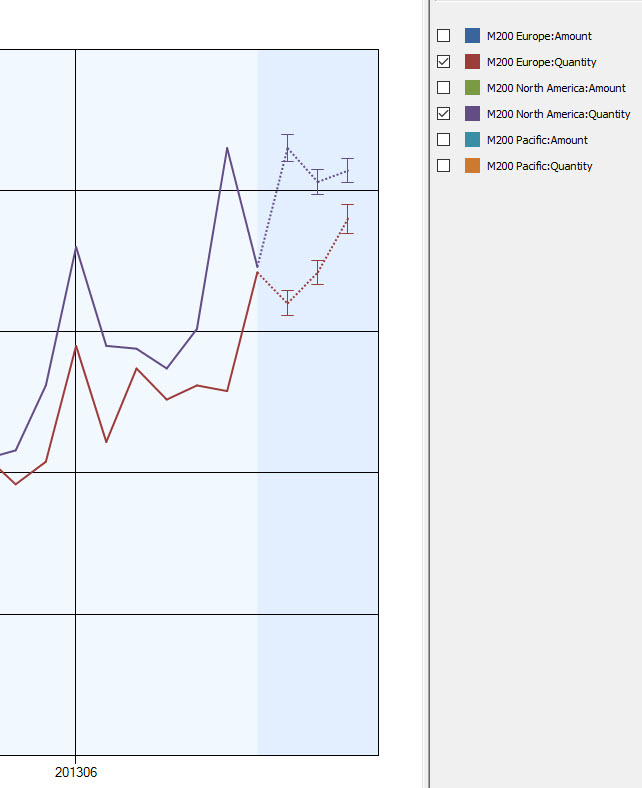 M200 Europe:Amount
M200 Europe:Quantity
M200 North America:Amount
M200 North America:Quantity
M200 Pacific:Amount
M200 Pacific:Quantity
201306